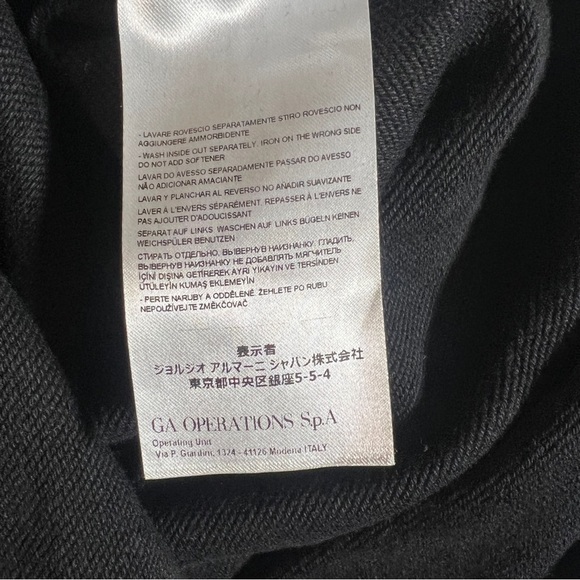 - LAVARE ROVESCIO SEPARATAMENTE STIRO ROVESCIO NON
AGGIUNGERE AMMORBIDENTE
- WASH INSIDE OUT SEPARATELY, IRON ON THE WRONG SIDE
DO NOT ADD SOFTENER
LAVAR DO AVESSO SEPARADAMENTE PASSAR DO AVESSO
NÃO ADICIONAR AMACIANTE
LAVAR Y PLANCHAR AL REVERSO NO AÑADIR SUAVIZANTE
LAVER À L'ENVERS SÉPARÉMENT. REPASSER À L'ENVERS NE
PAS AJOUTER D'ADOUCISSANT
SEPARAT AUF LINKS WASCHEN AUF LINKS BÜGELN KEINEN
WEICHSPÜLER BENUTZEN
СТИРАТЬ ОТДЕЛЬНО, ВЫВЕРНУВ НАИЗНАНКУ. ГЛАДИТЬ,
ВЫВЕРНУВ НАИЗНАНКУ НЕ ДОБАВЛЯТЬ МЯГЧИТЕЛЬ
İÇİNİ DIŞINA GETİREREK AYRI YIKAYIN VE TERSİNDEN
ÜTÜLEYİN KUMAŞ EKLEMEYİN
- PERTE NARUBY A ODDĚLENĚ. ŽEHLETE PO RUBU
NEPOUŽÍVEJTE ZMĚKČOVAČ
表示者
ジョルジオ アルマーニ ジャパン株式会社
東京都中央区銀座5-5-4
GA OPERATIONS S.p.A
Operating Unit
Via P. Giardini, 1374 - 41126 Modena ITALY